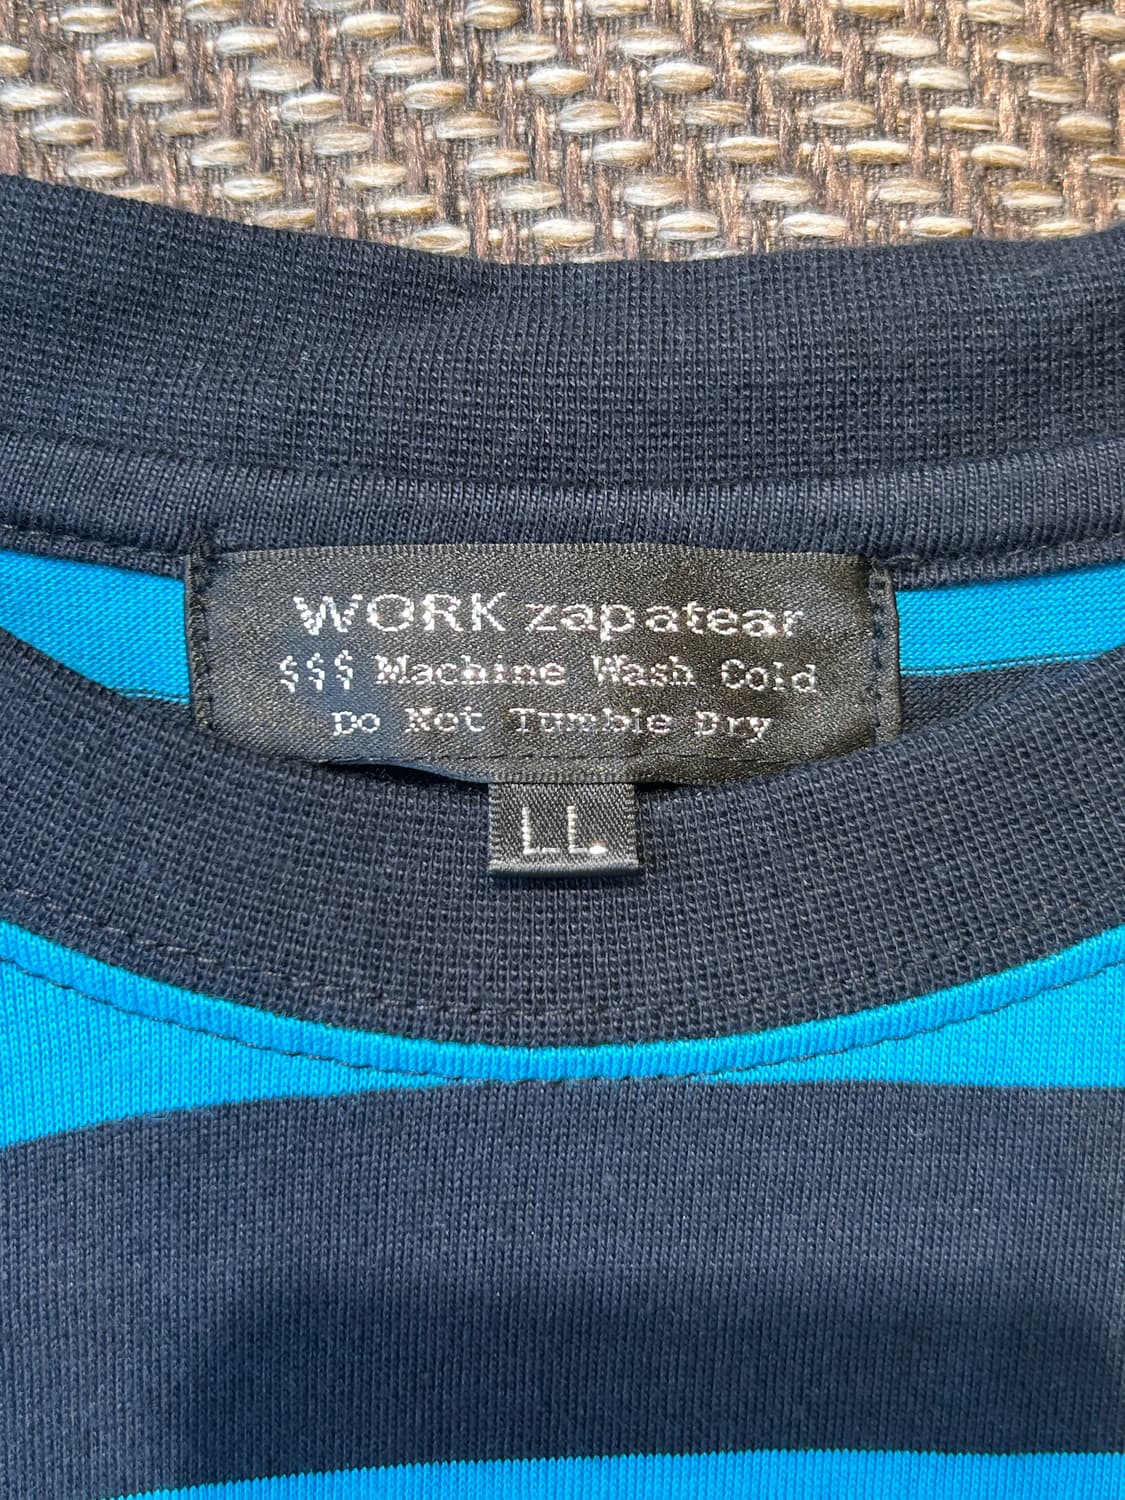 WORK zapatear
$$$ Machine Wash Cold
Do Not Tumble Dry
LL.